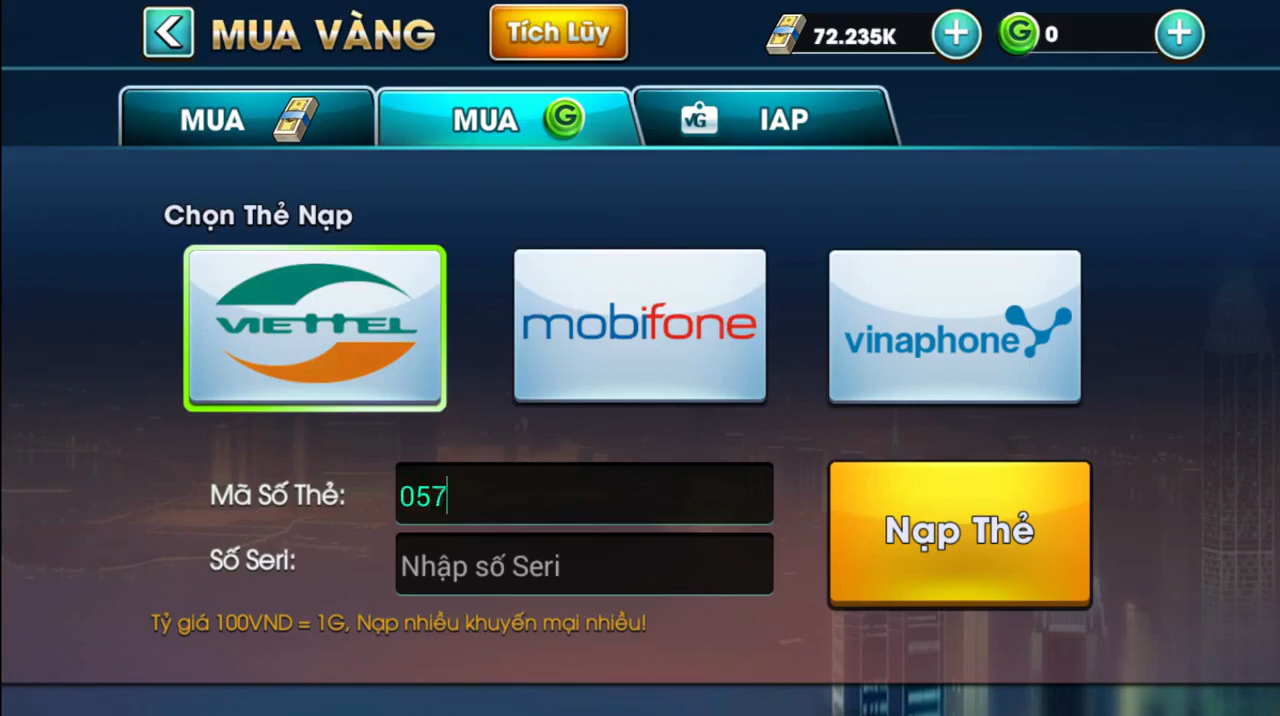 MUA VÀNG
Tích Lũy
72.235K
G 0
MUA
MUA G
vG IAP
Chọn Thẻ Nạp
VIETTEL
mobifone
vinaphone
Mã Số Thẻ:
057
Nạp Thẻ
Số Seri:
Nhập số Seri
Tỷ giá 100VND = 1G, Nạp nhiều khuyến mại nhiều!